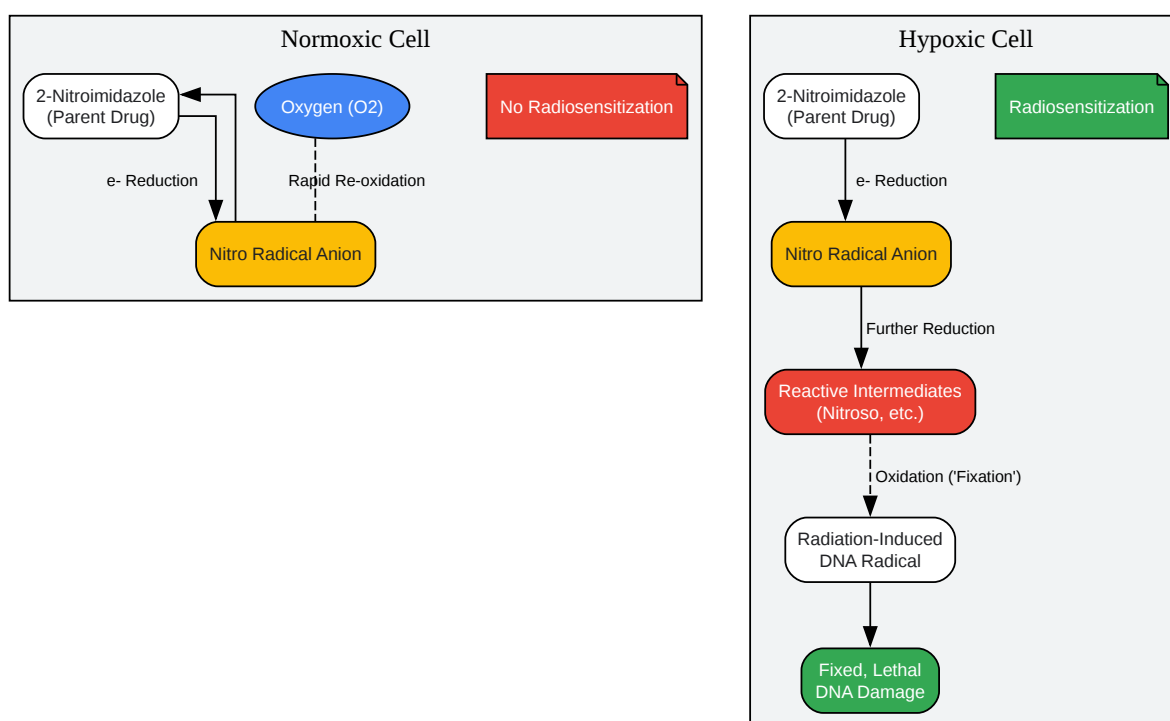 Normoxic Cell
2-Nitroimidazole
(Parent Drug)
Oxygen (O2)
No Radiosensitization
e- Reduction
Rapid Re-oxidation
Nitro Radical Anion
Hypoxic Cell
2-Nitroimidazole
(Parent Drug)
Radiosensitization
e- Reduction
Nitro Radical Anion
Further Reduction
Reactive Intermediates
(Nitroso, etc.)
Oxidation ('Fixation')
Radiation-Induced
DNA Radical
Fixed, Lethal
DNA Damage